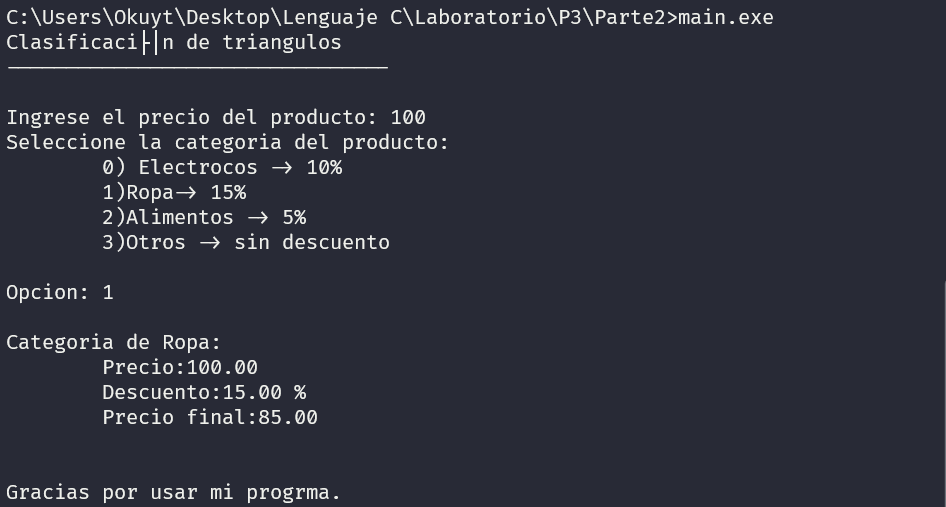 C:\Users\Okuyt\Desktop\Lenguaje C\Laboratorio\P3\Parte2>main.exe
Clasificaci├│n de triangulos
--------------------------------
Ingrese el precio del producto: 100
Seleccione la categoria del producto:
0) Electrocos -> 10%
1)Ropa-> 15%
2)Alimentos -> 5%
3)Otros -> sin descuento
Opcion: 1
Categoria de Ropa:
Precio:100.00
Descuento:15.00 %
Precio final:85.00
Gracias por usar mi progrma.